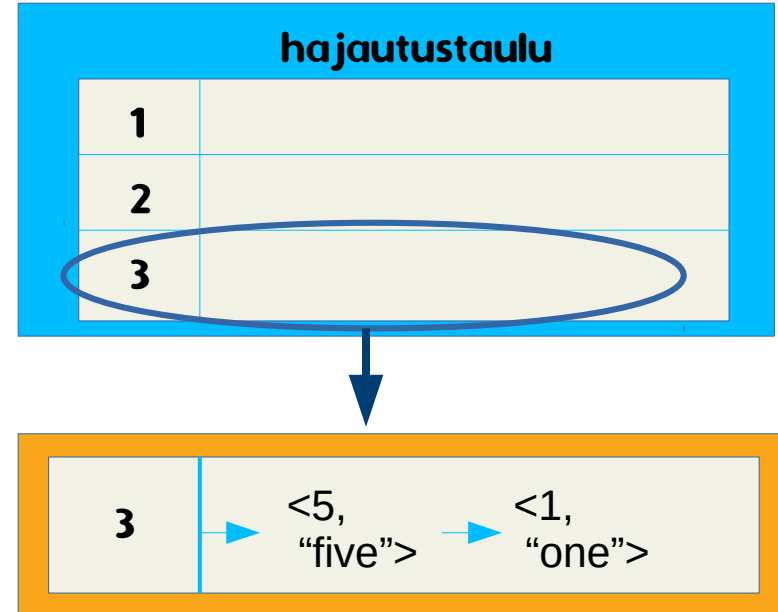 hajautustaulu
1
2
3
3
<5, <1,
“five”> “one”>